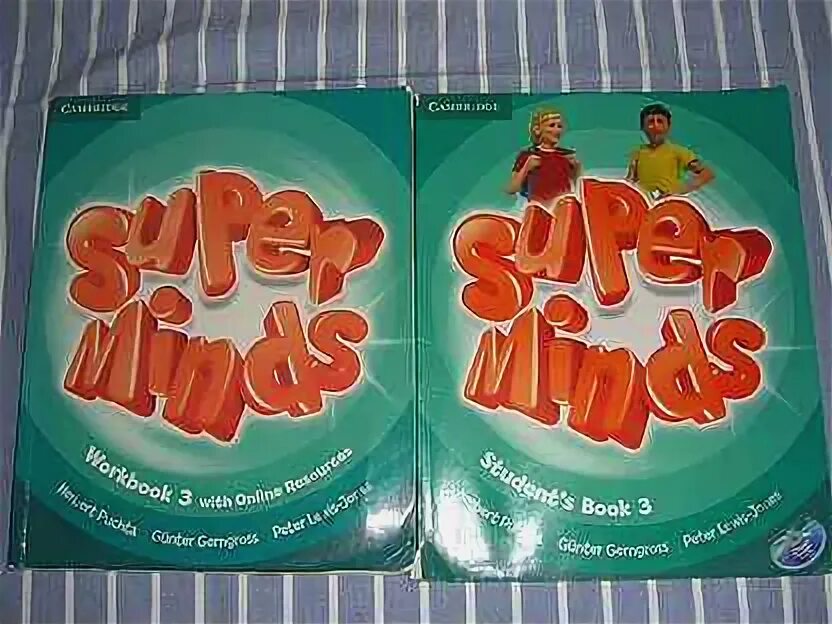 CAMBRIDGE
Super
Minds
Workbook 3 with Online Resources
Herbert Puchta Günter Gerngross Peter Lewis-Jones
CAMBRIDGE
Super
Minds
Student's Book 3
Günter Gerngross Peter Lewis-Jones